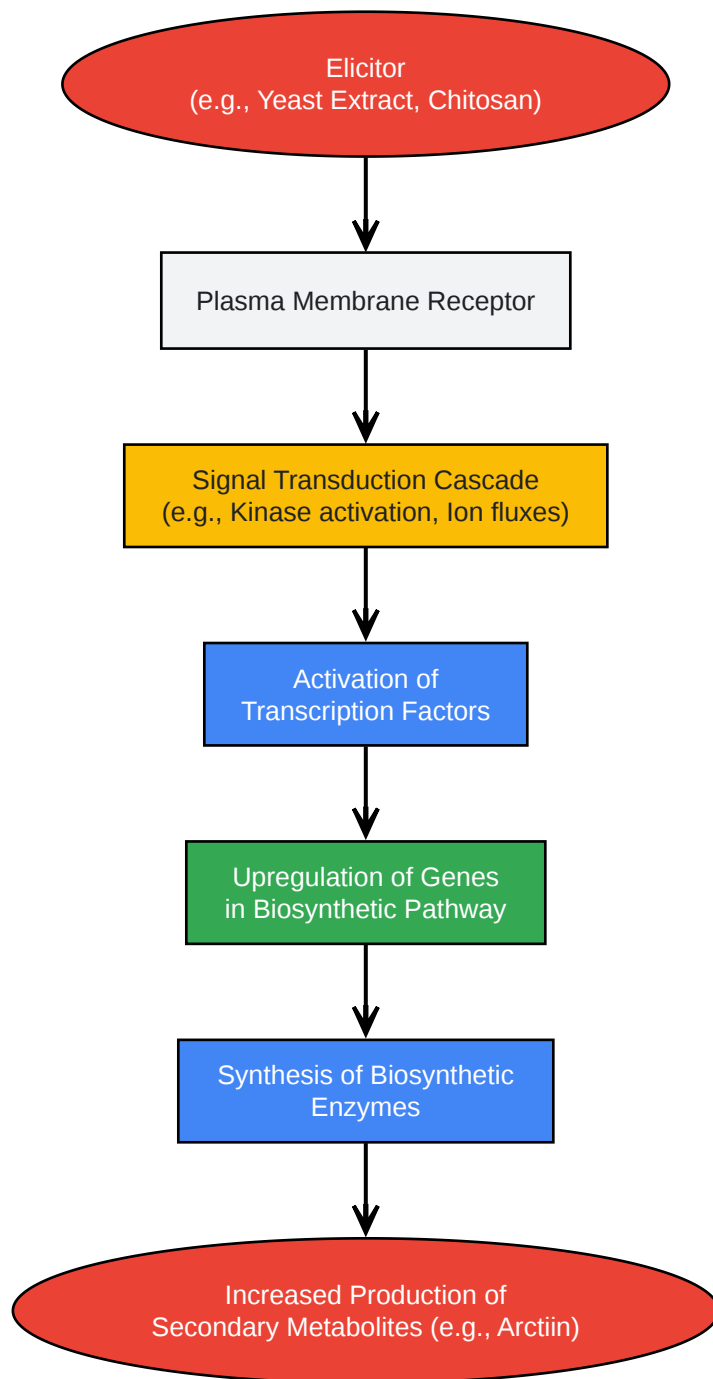 Elicitor
(e.g., Yeast Extract, Chitosan)
Plasma Membrane Receptor
Signal Transduction Cascade
(e.g., Kinase activation, Ion fluxes)
Activation of
Transcription Factors
Upregulation of Genes
in Biosynthetic Pathway
Synthesis of Biosynthetic
Enzymes
Increased Production of
Secondary Metabolites (e.g., Arctiin)